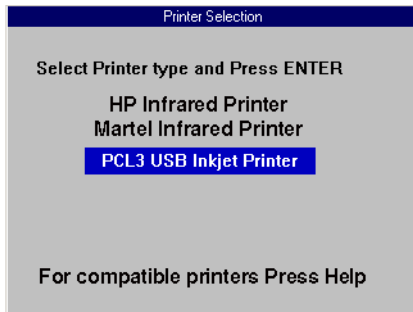 Printer Selection
Select Printer type and Press ENTER
HP Infrared Printer
Martel Infrared Printer
PCL3 USB Inkjet Printer
For compatible printers Press Help